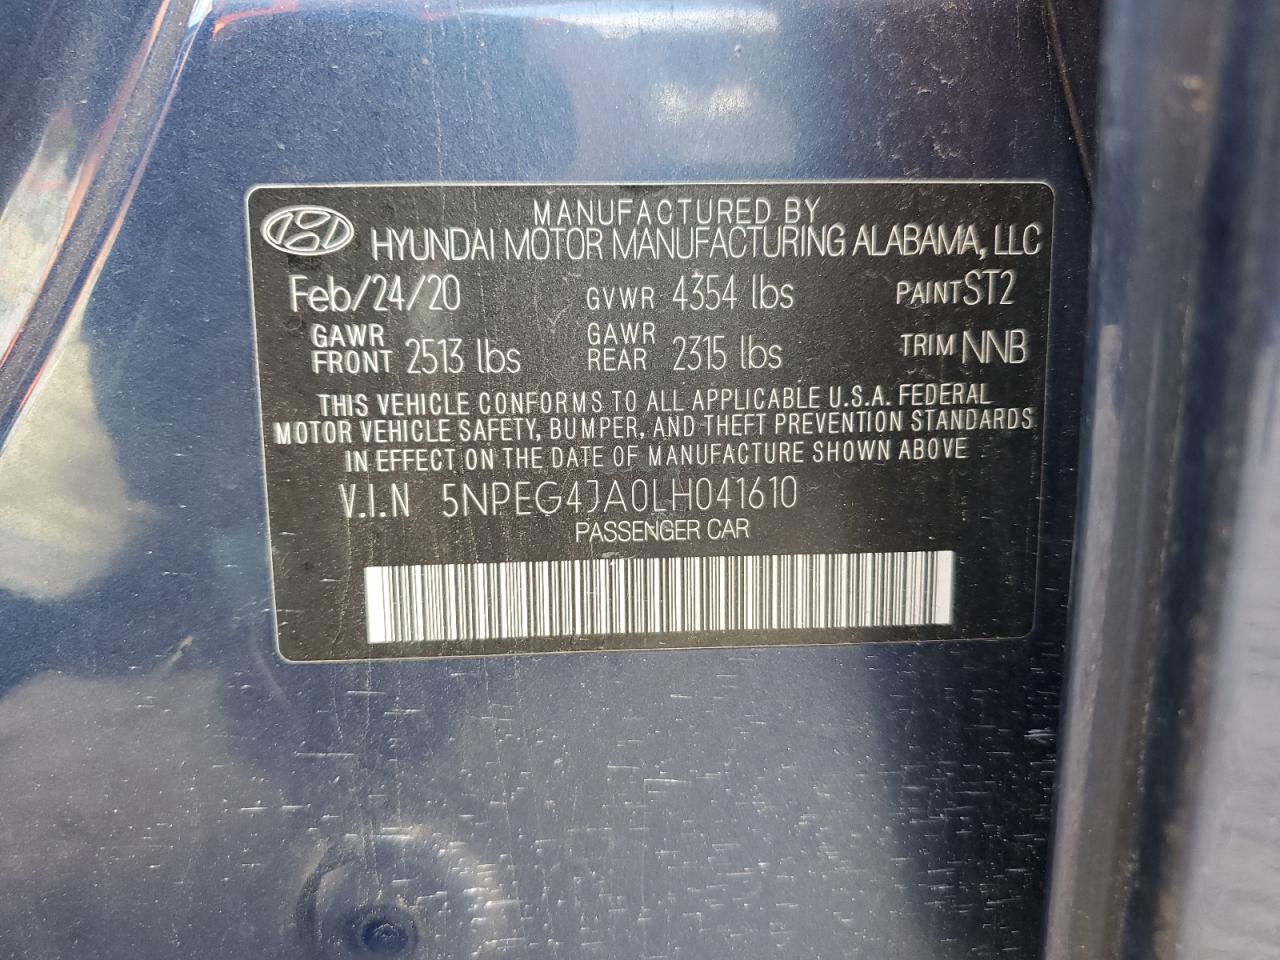 MANUFACTURED BY
HYUNDAI MOTOR MANUFACTURING ALABAMA, LLC
Feb/24/20 GVWR 4354 lbs PAINT ST2
GAWR FRONT 2513 lbs GAWR REAR 2315 lbs TRIM NNB
THIS VEHICLE CONFORMS TO ALL APPLICABLE U.S.A. FEDERAL
MOTOR VEHICLE SAFETY, BUMPER, AND THEFT PREVENTION STANDARDS
IN EFFECT ON THE DATE OF MANUFACTURE SHOWN ABOVE
V.I.N 5NPEG4JA0LH041610
PASSENGER CAR